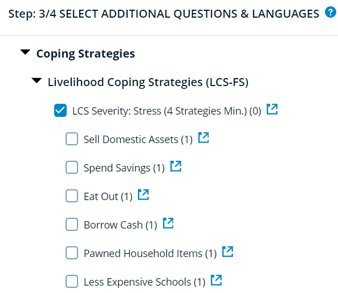 Step: 3/4 SELECT ADDITIONAL QUESTIONS & LANGUAGES ?
Coping Strategies
Livelihood Coping Strategies (LCS-FS)
LCS Severity: Stress (4 Strategies Min.) (0)
Sell Domestic Assets (1)
Spend Savings (1)
Eat Out (1)
Borrow Cash (1)
Pawned Household Items (1)
Less Expensive Schools (1)